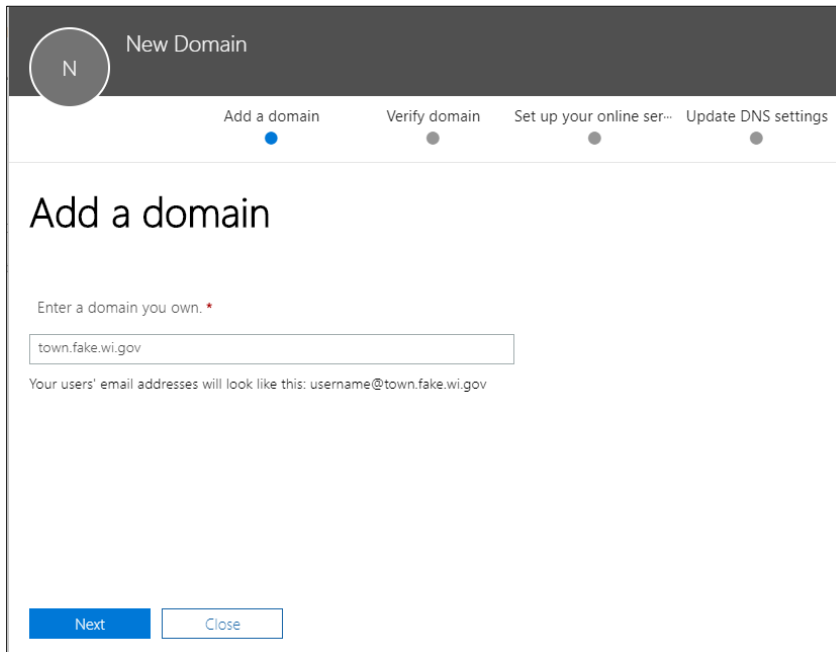 N
New Domain
Add a domain
Verify domain
Set up your online ser...
Update DNS settings
Add a domain
Enter a domain you own. *
town.fake.wi.gov
Your users' email addresses will look like this: username@town.fake.wi.gov
Next
Close